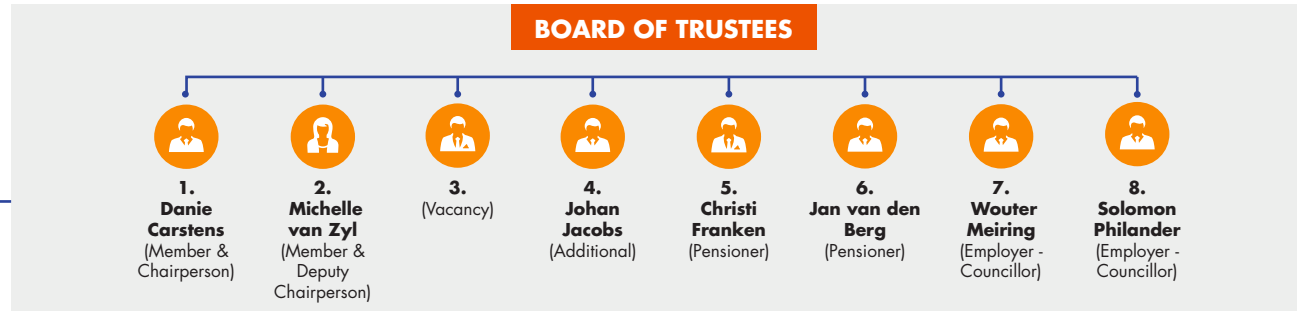 BOARD OF TRUSTEES
1.
Danie
Carstens
(Member &
Chairperson)
2.
Michelle
van Zyl
(Member &
Deputy
Chairperson)
3.
(Vacancy)
4.
Johan
Jacobs
(Additional)
5.
Christi
Franken
(Pensioner)
6.
Jan van den
Berg
(Pensioner)
7.
Wouter
Meiring
(Employer -
Councillor)
8.
Solomon
Philander
(Employer -
Councillor)